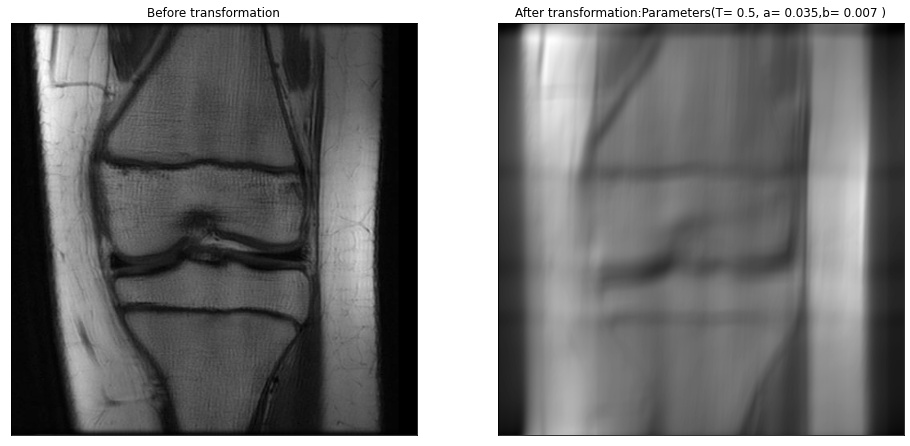 Before transformation
After transformation:Parameters(T= 0.5, a= 0.035,b= 0.007 )